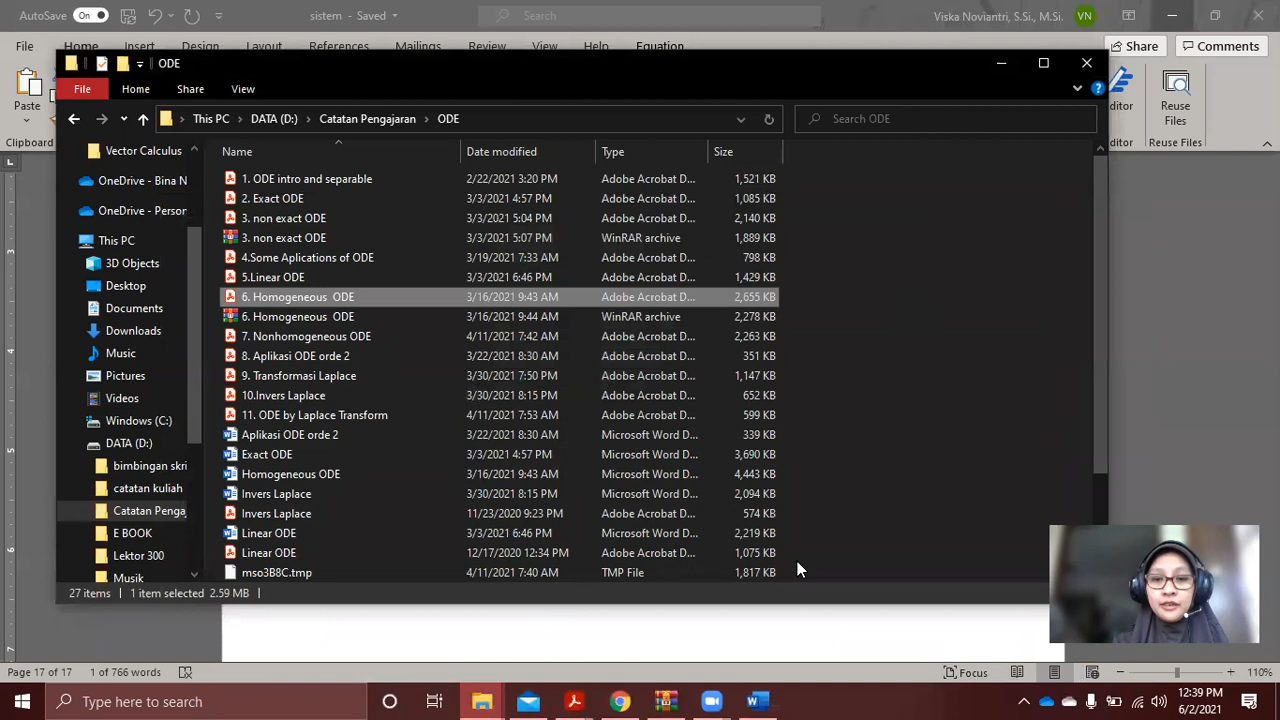 AutoSave On sistem - Saved Search Viska Noviantri, S.Si, M.Si. VN
File Home Insert Design Layout References Mailings Review View Help Equation Share Comments
ODE
File Home Share View
Paste
Clipboard
ditor
Reuse Files
Reuse Files
This PC > DATA (D:) > Catatan Pengajaran > ODE
Search ODE
Name Date modified Type Size
Vector Calculus
OneDrive - Bina N
OneDrive - Person
This PC
3D Objects
Desktop
Documents
Downloads
Music
Pictures
Videos
Windows (C:)
DATA (D:)
bimbingan skri
catatan kuliah
Catatan Penga
E BOOK
Lektor 300
Musik
1. ODE intro and separable 2/22/2021 3:20 PM Adobe Acrobat D... 1,521 KB
2. Exact ODE 3/3/2021 4:57 PM Adobe Acrobat D... 1,085 KB
3. non exact ODE 3/3/2021 5:04 PM Adobe Acrobat D... 2,140 KB
3. non exact ODE 3/3/2021 5:07 PM WinRAR archive 1,889 KB
4.Some Aplications of ODE 3/19/2021 7:33 AM Adobe Acrobat D... 798 KB
5.Linear ODE 3/3/2021 6:46 PM Adobe Acrobat D... 1,429 KB
6. Homogeneous ODE 3/16/2021 9:43 AM Adobe Acrobat D... 2,655 KB
6. Homogeneous ODE 3/16/2021 9:44 AM WinRAR archive 2,278 KB
7. Nonhomogeneous ODE 4/11/2021 7:42 AM Adobe Acrobat D... 2,263 KB
8. Aplikasi ODE orde 2 3/22/2021 8:30 AM Adobe Acrobat D... 351 KB
9. Transformasi Laplace 3/30/2021 7:50 PM Adobe Acrobat D... 1,147 KB
10.Invers Laplace 3/30/2021 8:15 PM Adobe Acrobat D... 652 KB
11. ODE by Laplace Transform 4/11/2021 7:53 AM Adobe Acrobat D... 599 KB
Aplikasi ODE orde 2 3/22/2021 8:30 AM Microsoft Word D... 339 KB
Exact ODE 3/3/2021 4:57 PM Microsoft Word D... 3,690 KB
Homogeneous ODE 3/16/2021 9:43 AM Microsoft Word D... 4,443 KB
Invers Laplace 3/30/2021 8:15 PM Microsoft Word D... 2,094 KB
Invers Laplace 11/23/2020 9:23 PM Adobe Acrobat D... 574 KB
Linear ODE 3/3/2021 6:46 PM Microsoft Word D... 2,219 KB
Linear ODE 12/17/2020 12:34 PM Adobe Acrobat D... 1,075 KB
mso3B8C.tmp 4/11/2021 7:40 AM TMP File 1,817 KB
27 items 1 item selected 2.59 MB
3
4
5
6
7
Page 17 of 17 1 of 766 words Focus 110%
Type here to search
12:39 PM
6/2/2021